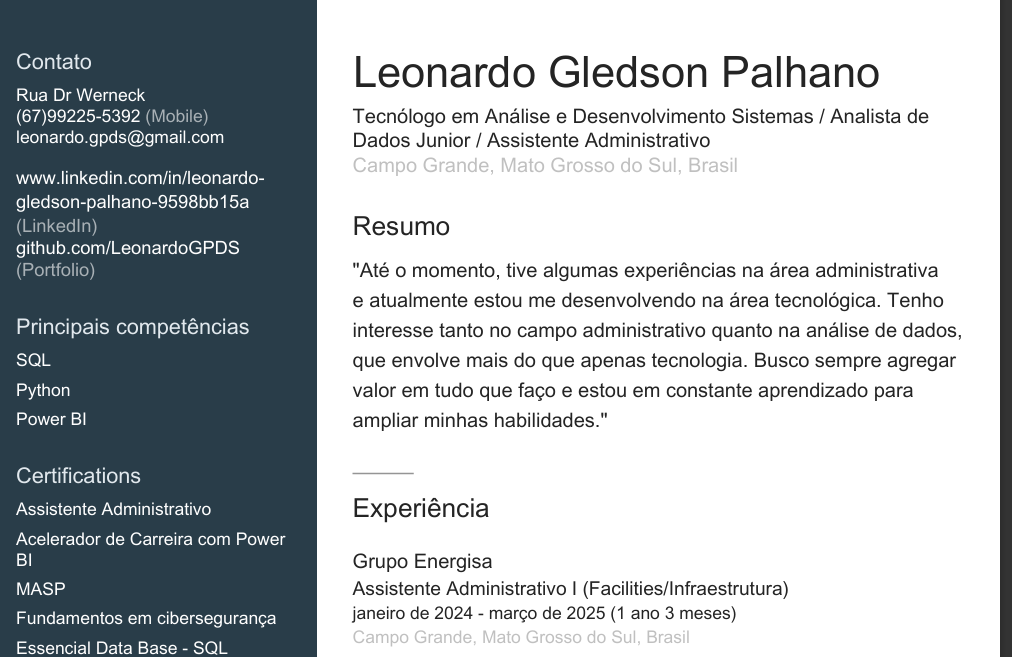 Contato
Rua Dr Werneck
(67)99225-5392 (Mobile)
leonardo.gpds@gmail.com
www.linkedin.com/in/leonardo-
gledson-palhano-9598bb15a
(LinkedIn)
github.com/LeonardoGPDS
(Portfolio)
Principais competências
SQL
Python
Power BI
Certifications
Assistente Administrativo
Acelerador de Carreira com Power
BI
MASP
Fundamentos em cibersegurança
Essencial Data Base - SQL
Leonardo Gledson Palhano
Tecnólogo em Análise e Desenvolvimento Sistemas / Analista de
Dados Junior / Assistente Administrativo
Campo Grande, Mato Grosso do Sul, Brasil
Resumo
"Até o momento, tive algumas experiências na área administrativa
e atualmente estou me desenvolvendo na área tecnológica. Tenho
interesse tanto no campo administrativo quanto na análise de dados,
que envolve mais do que apenas tecnologia. Busco sempre agregar
valor em tudo que faço e estou em constante aprendizado para
ampliar minhas habilidades."
Experiência
Grupo Energisa
Assistente Administrativo I (Facilities/Infraestrutura)
janeiro de 2024 - março de 2025 (1 ano 3 meses)
Campo Grande, Mato Grosso do Sul, Brasil